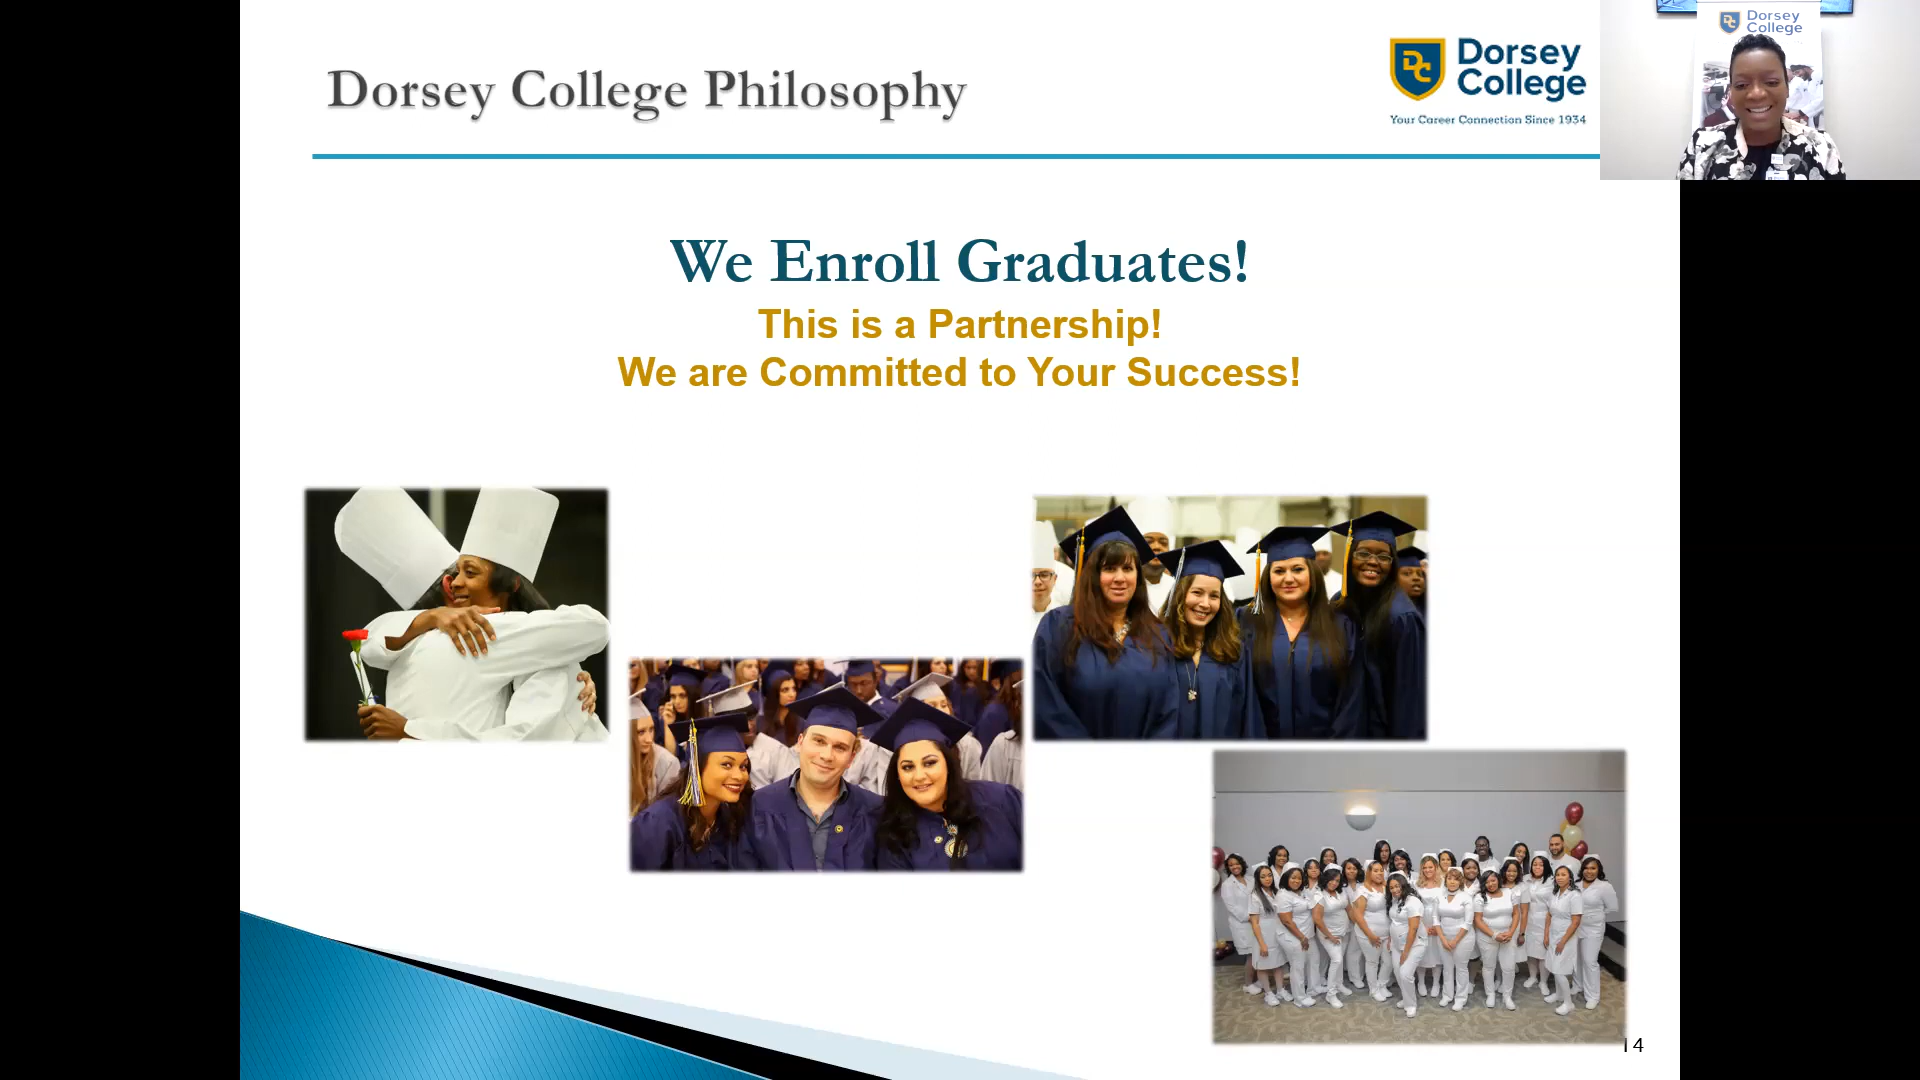 Dorsey College Philosophy
Dorsey
College
Your Career Connection Since 1934
Dorsey
College
We Enroll Graduates!
This is a Partnership!
We are Committed to Your Success!
14